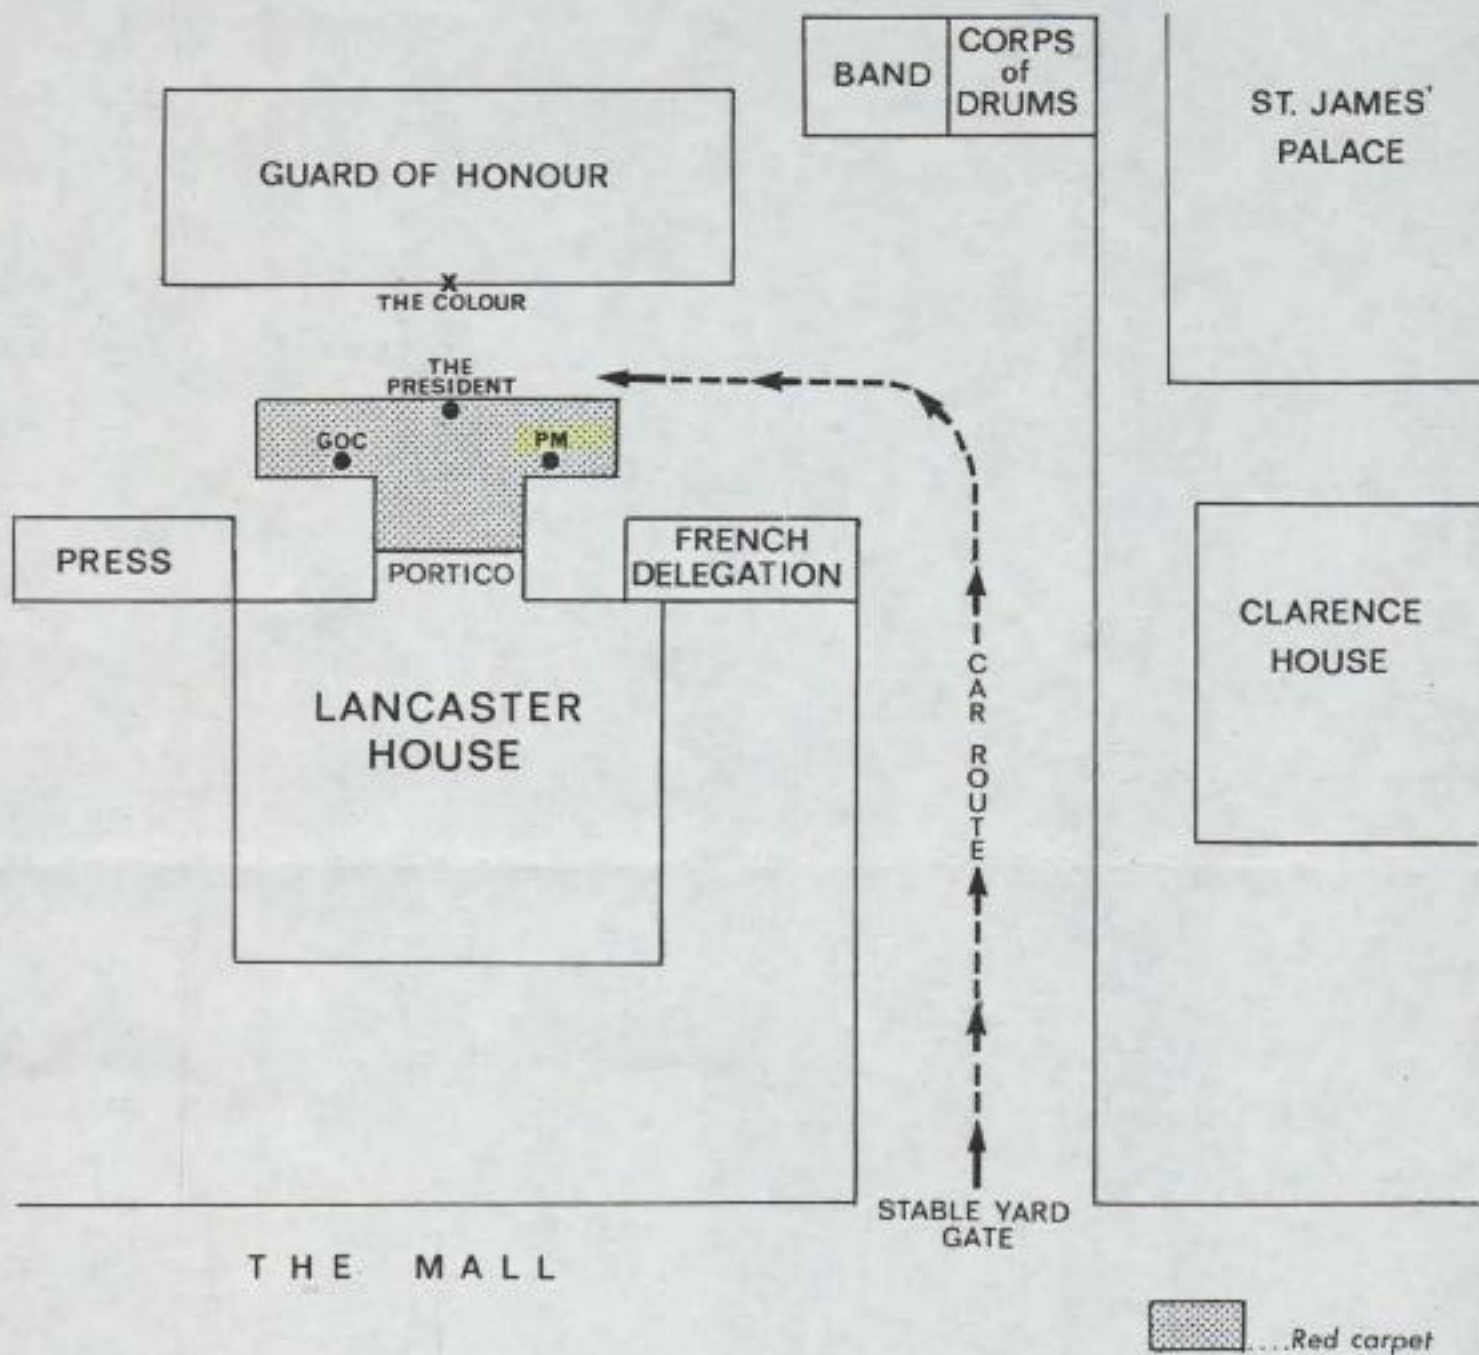 BAND
CORPS
of
DRUMS
ST. JAMES'
PALACE
GUARD OF HONOUR
X
THE COLOUR
THE
PRESIDENT
GOC
PM
PRESS
PORTICO
FRENCH
DELEGATION
CLARENCE
HOUSE
LANCASTER
HOUSE
CAR ROUTE
STABLE YARD
GATE
THE MALL
....Red carpet